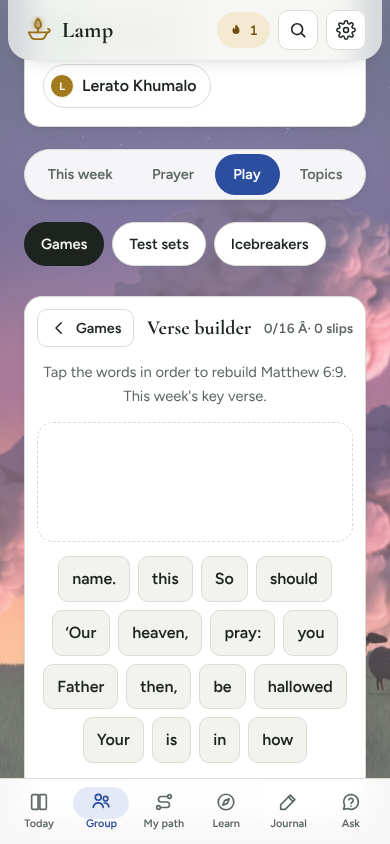 Lamp
1
L Lerato Khumalo
This week Prayer Play Topics
Games Test sets Icebreakers
Games Verse builder 0/16 Â· 0 slips
Tap the words in order to rebuild Matthew 6:9.
This week's key verse.
name. this So should
‘Our heaven, pray: you
Father then, be hallowed
Your is in how
Today Group My path Learn Journal Ask